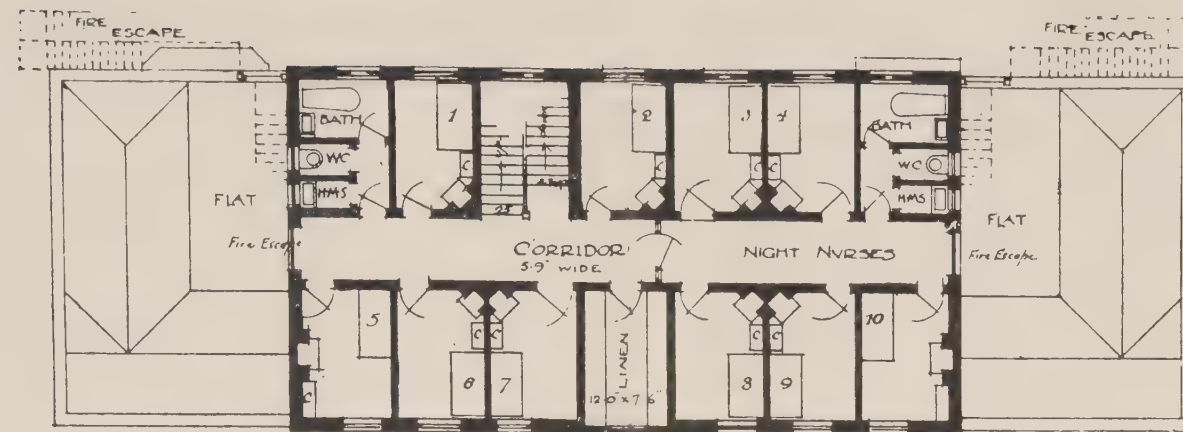 FIRE
ESCAPE
FIRE
ESCAPE
BATH
1
2
3
4
BATH
WC
WC
HMS
HMS
FLAT
FLAT
Fire Escape
CORRIDOR
5·9" WIDE
NIGHT NURSES
Fire Escape
5
6
7
8
9
10
C
C
C
C
C
C
C
C
C
LINEN
12·0" x 7·6"